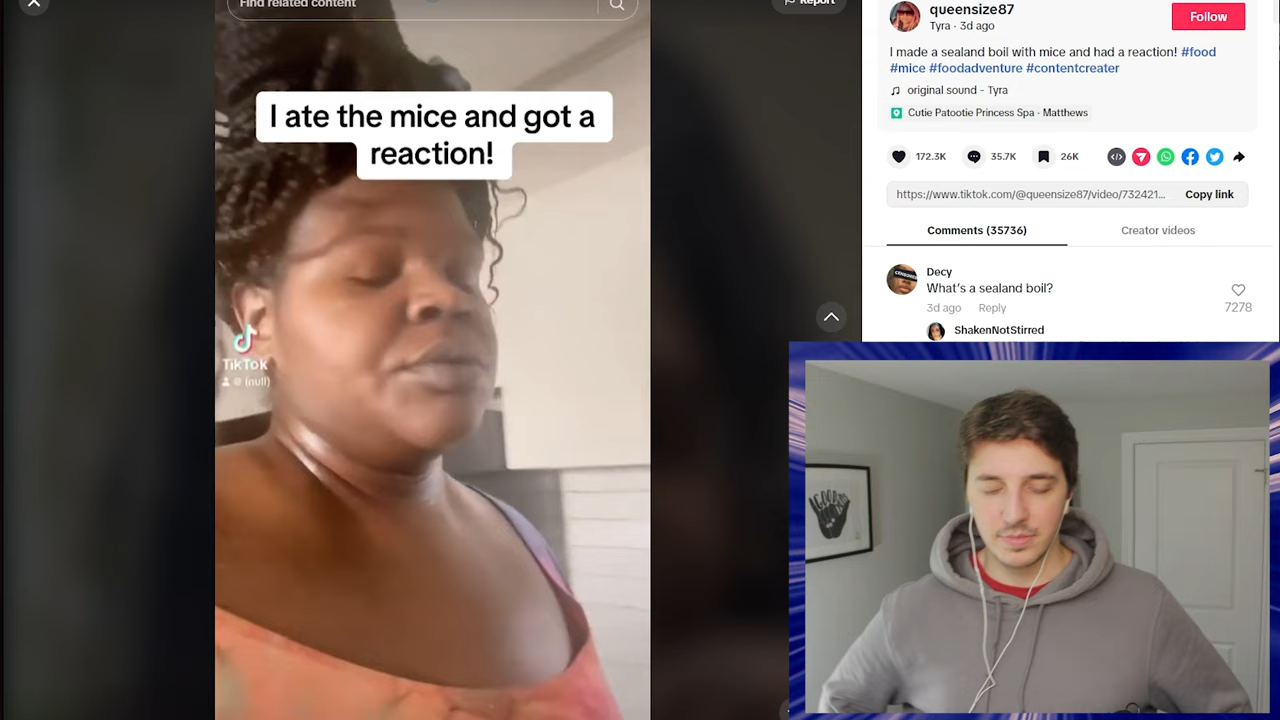 Find related content
Report
I ate the mice and got a
reaction!
TikTok
@ (null)
queensize87
Tyra · 3d ago
Follow
I made a sealand boil with mice and had a reaction! #food
#mice #foodadventure #contentcreater
original sound - Tyra
Cutie Patootie Princess Spa · Matthews
172.3K
35.7K
26K
https://www.tiktok.com/@queensize87/video/732421...
Copy link
Comments (35736)
Creator videos
Decy
What's a sealand boil?
3d ago
Reply
7278
ShakenNotStirred
CENSORED